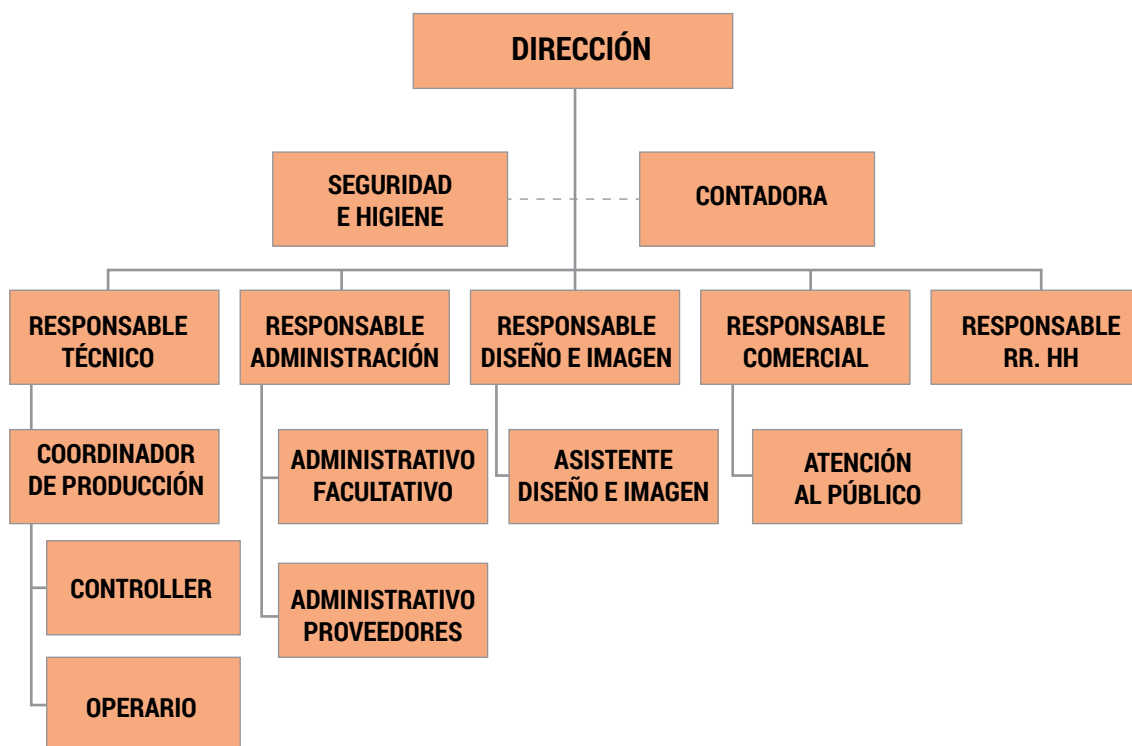 DIRECCIÓN
SEGURIDAD
E HIGIENE
CONTADORA
RESPONSABLE
TÉCNICO
RESPONSABLE
ADMINISTRACIÓN
RESPONSABLE
DISEÑO E IMAGEN
RESPONSABLE
COMERCIAL
RESPONSABLE
RR. HH
COORDINADOR
DE PRODUCCIÓN
ADMINISTRATIVO
FACULTATIVO
ASISTENTE
DISEÑO E IMAGEN
ATENCIÓN
AL PÚBLICO
CONTROLLER
ADMINISTRATIVO
PROVEEDORES
OPERARIO